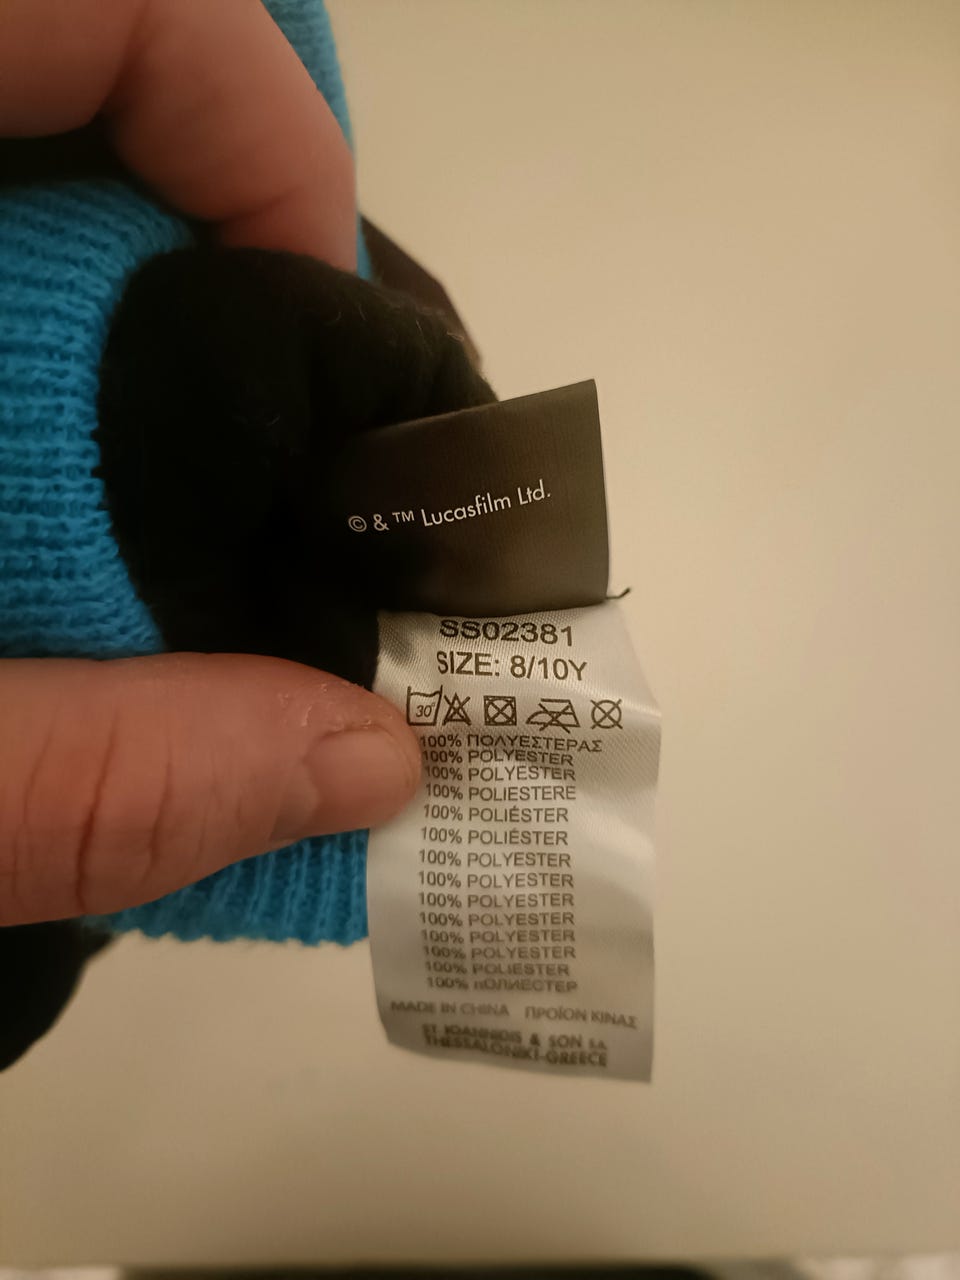 © & ™ Lucasfilm Ltd.
SS02381
SIZE: 8/10Y
30°
100% ΠΟΛΥΕΣΤΕΡΑΣ
100% POLYESTER
100% POLYESTER
100% POLIESTERE
100% POLIÉSTER
100% POLIÉSTER
100% POLYESTER
100% POLYESTER
100% POLYESTER
100% POLYESTER
100% POLYESTER
100% POLYESTER
100% POLIESTER
100% ПОЛИЕСТЕР
MADE IN CHINA ΠΡΟΪΟΝ ΚΙΝΑΣ
ST. IOANNIDIS & SON S.A.
THESSALONIKI-GREECE